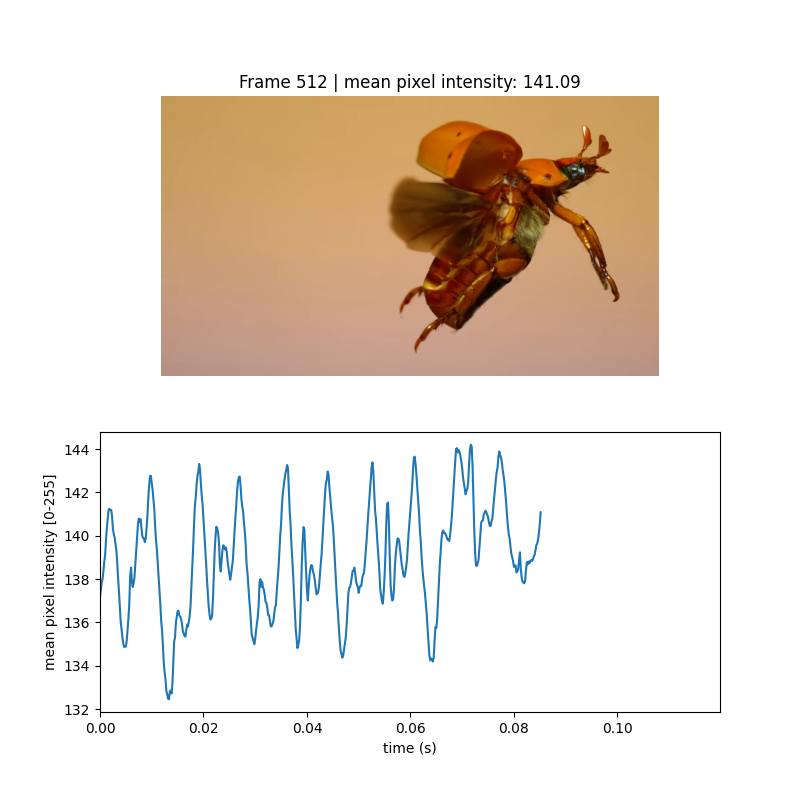 Frame 512 | mean pixel intensity: 141.09
144
142
140
138
136
134
132
mean pixel intensity [0-255]
0.00 0.02 0.04 0.06 0.08 0.10
time (s)